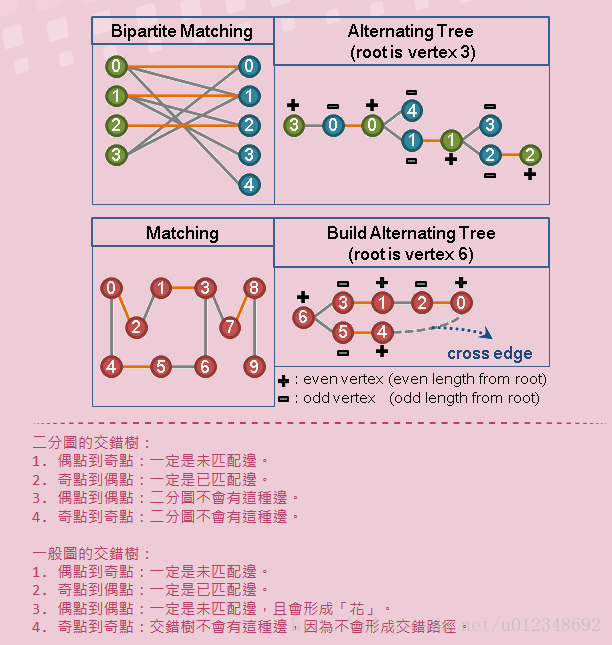 Bipartite Matching
Alternating Tree
(root is vertex 3)
0 0
1 1
2 2
3 3
4
+ - + - -
3 0 0 4 1 1 3 2 2
- + - +
Matching
Build Alternating Tree
(root is vertex 6)
0 1 3 8
2 7
4 5 6 9
+ - + - +
6 3 1 2 0
5 4
- +
cross edge
+ : even vertex (even length from root)
- : odd vertex (odd length from root)
二分圖的交錯樹：
1. 偶點到奇點：一定是未匹配邊。
2. 奇點到偶點：一定是已匹配邊。
3. 偶點到偶點：二分圖不會有這種邊。
4. 奇點到奇點：二分圖不會有這種邊。
一般圖的交錯樹：
1. 偶點到奇點：一定是未匹配邊。
2. 奇點到偶點：一定是已匹配邊。
3. 偶點到偶點：一定是未匹配邊，且會形成「花」。
4. 奇點到奇點：交錯樹不會有這種邊，因為不會形成交錯路徑。
net/u012348692